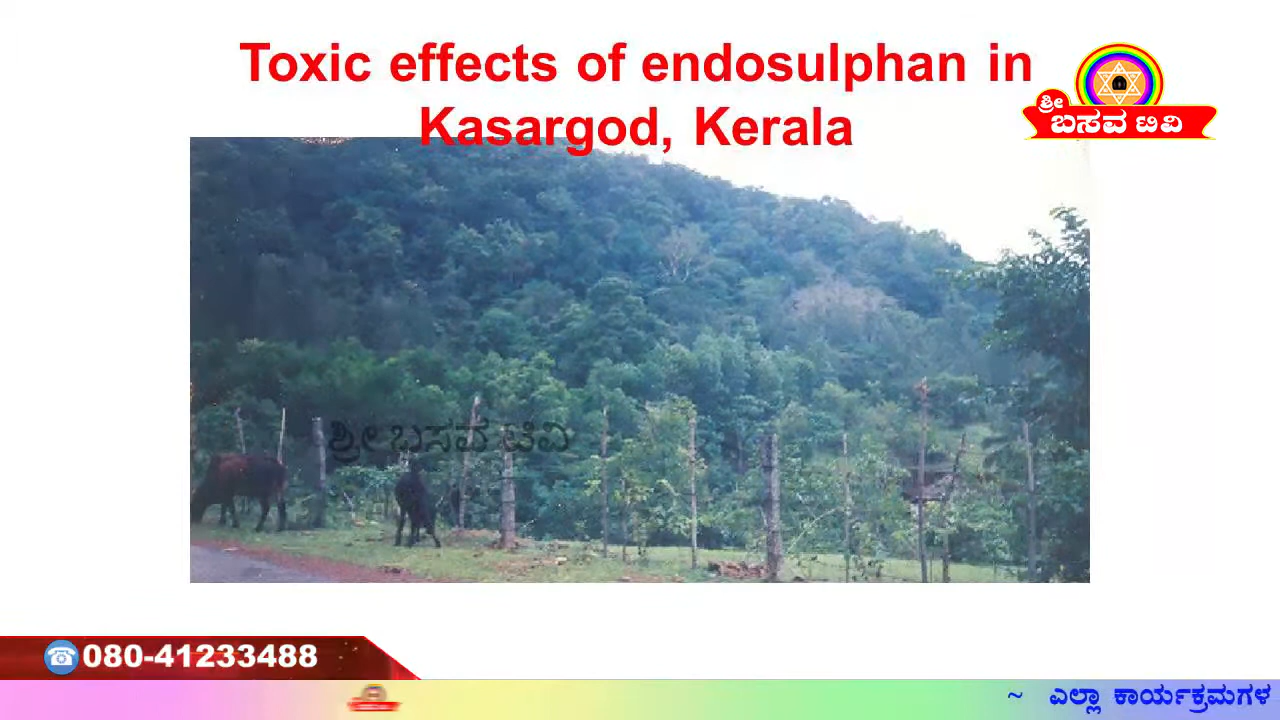 Toxic effects of endosulphan in
Kasargod, Kerala
ಶ್ರೀ
ಬಸವ ಟಿವಿ
ಶ್ರೀ ಬಸವ ಟಿವಿ
080-41233488
~ ಎಲ್ಲಾ ಕಾರ್ಯಕ್ರಮಗಳ